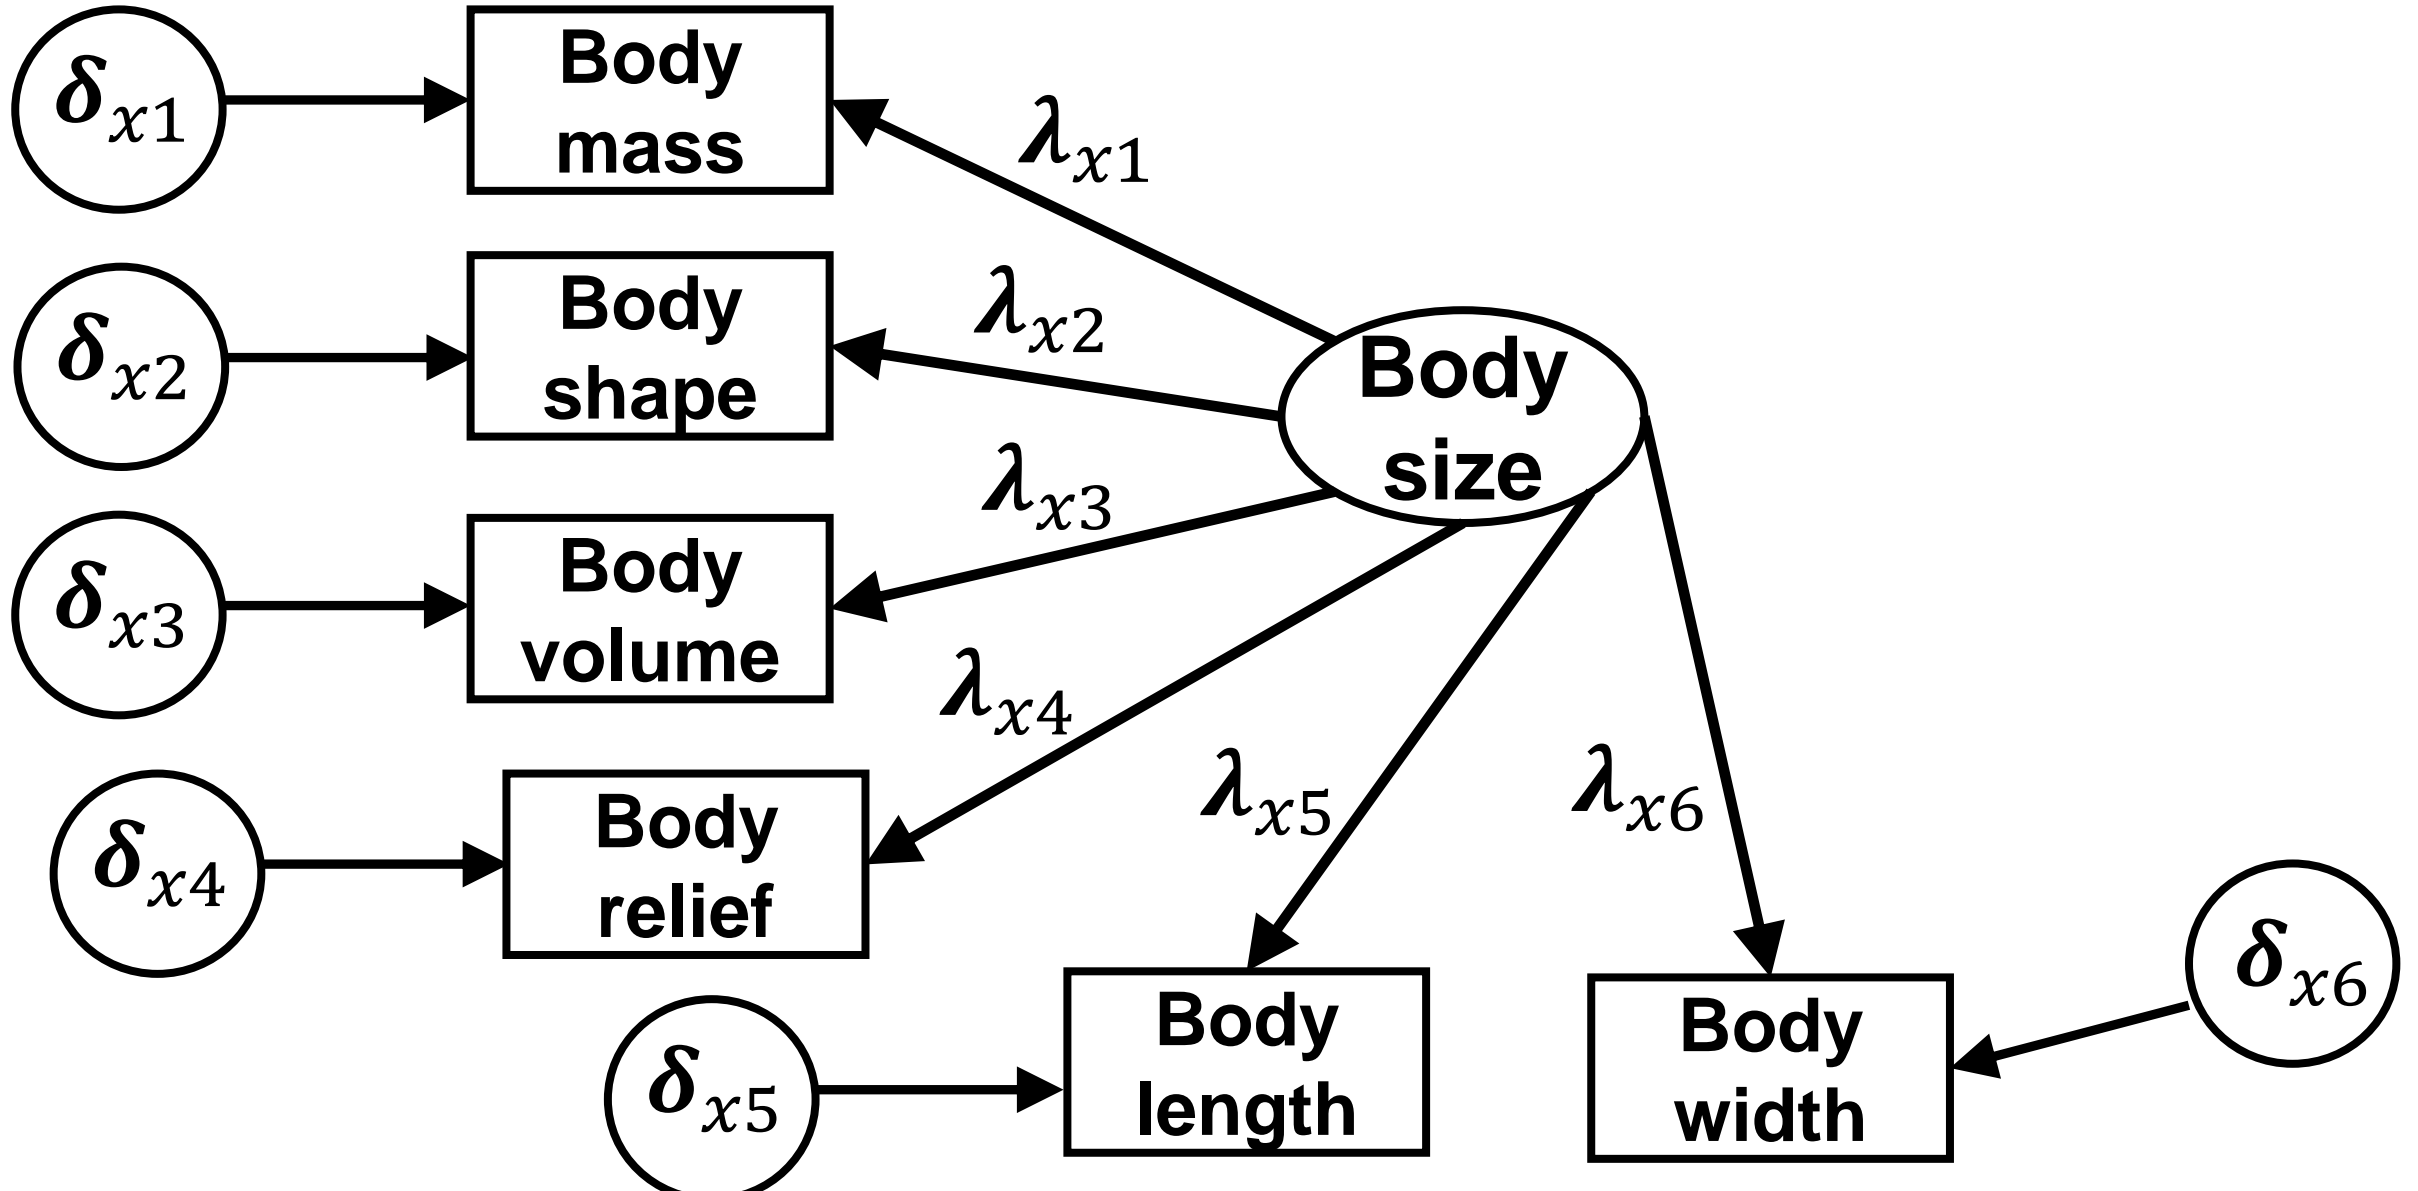 δx1
Body
mass
λx1
δx2
Body
shape
λx2
Body
size
δx3
Body
volume
λx3
δx4
Body
relief
λx4
λx5
λx6
δx5
Body
length
Body
width
δx6